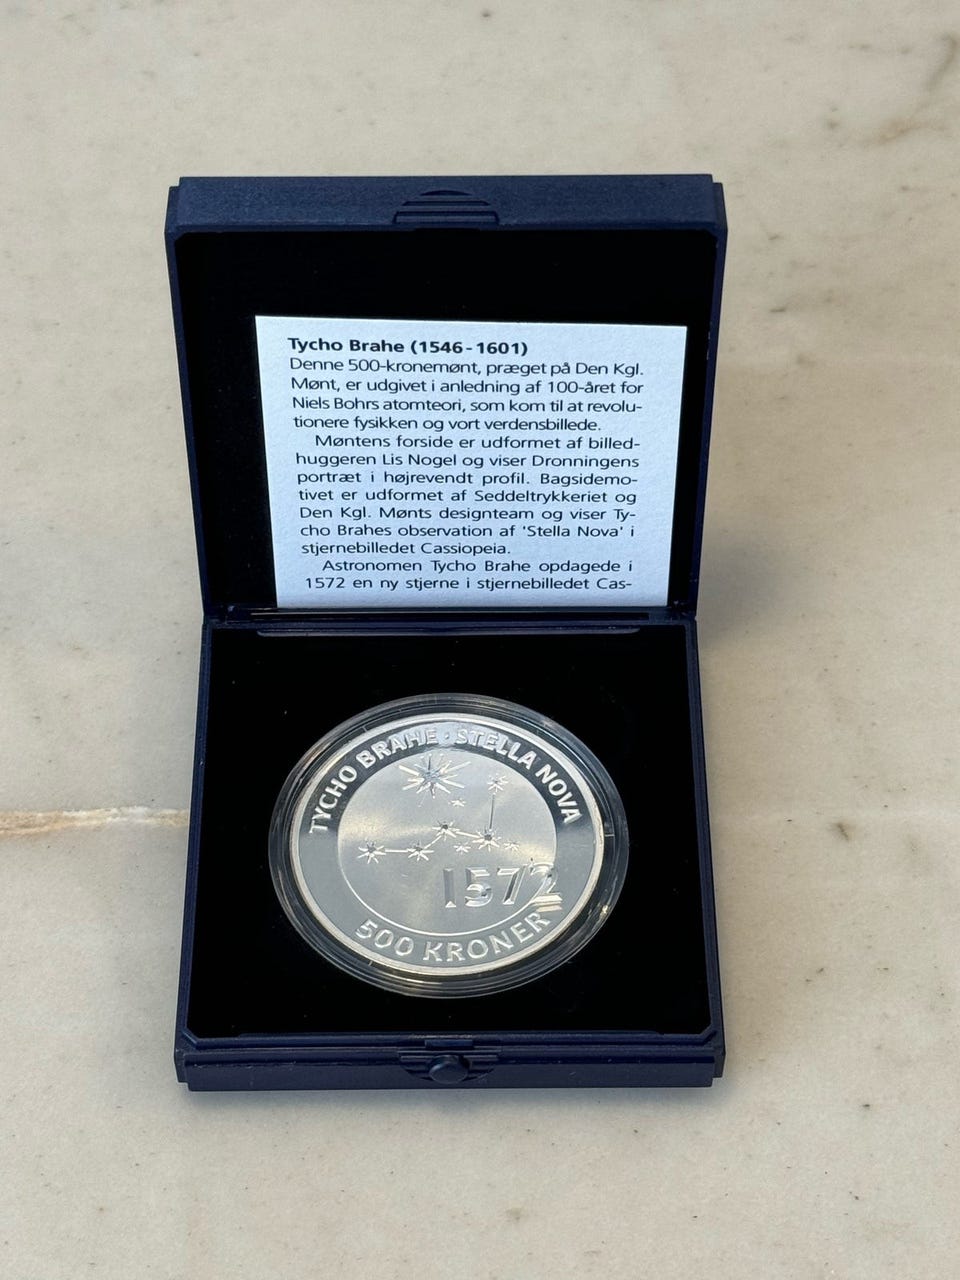 Tycho Brahe (1546-1601)
Denne 500-kronemønt, præget på Den Kgl.
Mønt, er udgivet i anledning af 100-året for
Niels Bohrs atomteori, som kom til at revolu-
tionere fysikken og vort verdensbillede.
Møntens forside er udformet af billed-
huggeren Lis Nogel og viser Dronningens
portræt i højrevendt profil. Bagsidemo-
tivet er udformet af Seddeltrykkeriet og
Den Kgl. Mønts designteam og viser Ty-
cho Brahes observation af 'Stella Nova' i
stjernebilledet Cassiopeia.
Astronomen Tycho Brahe opdagede i
1572 en ny stjerne i stjernebilledet Cas-
TYCHO BRAHE · STELLA NOVA
1572
500 KRONER